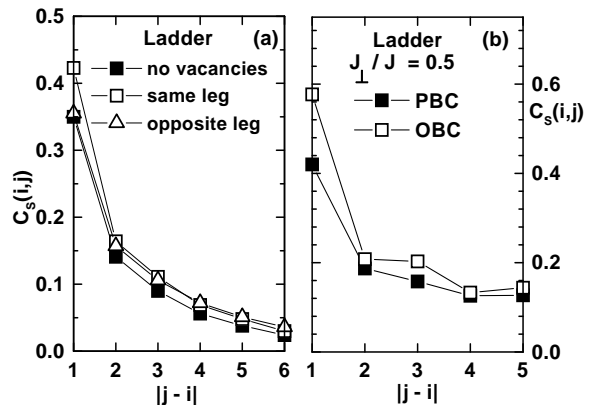 Ladder (a)
no vacancies
same leg
opposite leg
0.5
0.4
0.3
0.2
0.1
0.0
C_s(i,j)
1 2 3 4 5 6
|j - i|
Ladder (b)
J_⊥ / J = 0.5
PBC
OBC
0.6
0.4
0.2
0.0
C_s(i,j)
1 2 3 4 5
|j - i|